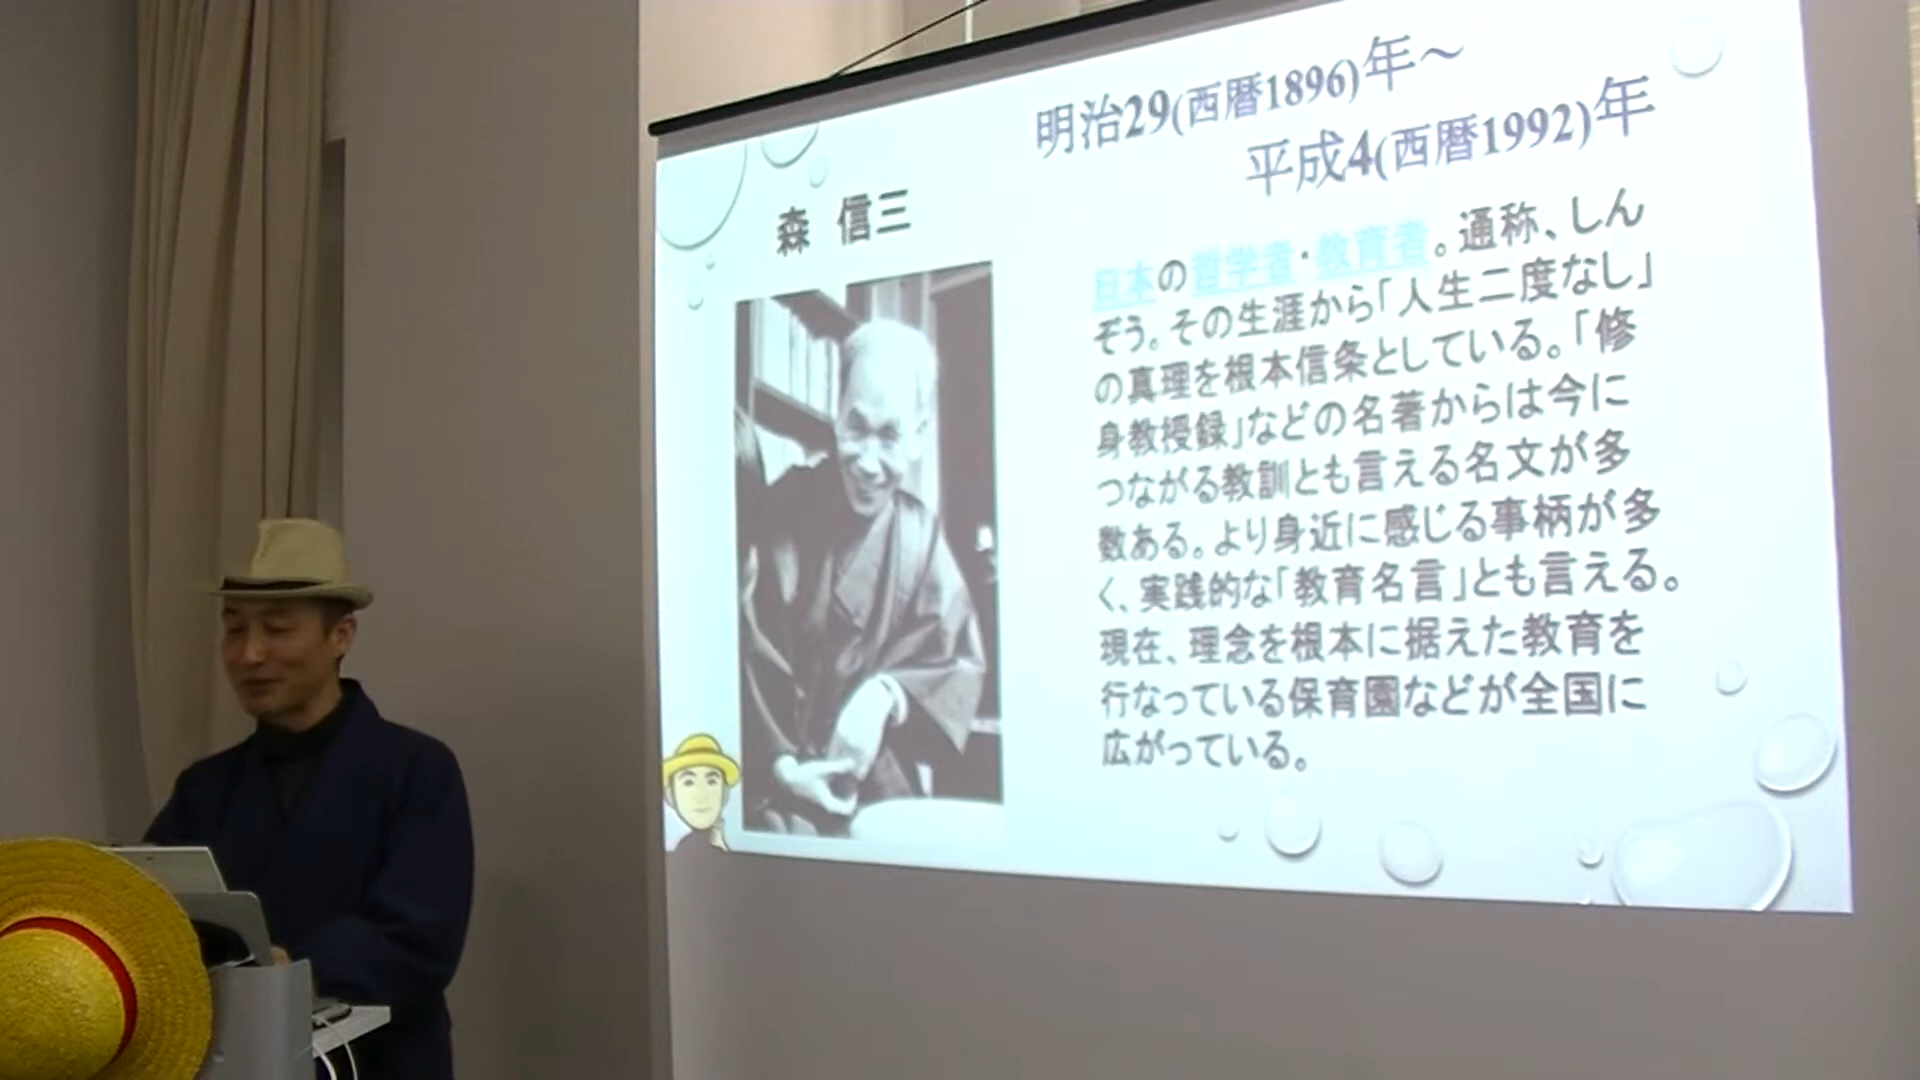 明治29(西暦1896)年～
平成4(西暦1992)年
森 信三
日本の哲学者・教育者。通称、しん
ぞう。その生涯から「人生二度なし」
の真理を根本信条としている。「修
身教授録」などの名著からは今に
つながる教訓とも言える名文が多
数ある。より身近に感じる事柄が多
く、実践的な「教育名言」とも言える。
現在、理念を根本に据えた教育を
行なっている保育園などが全国に
広がっている。